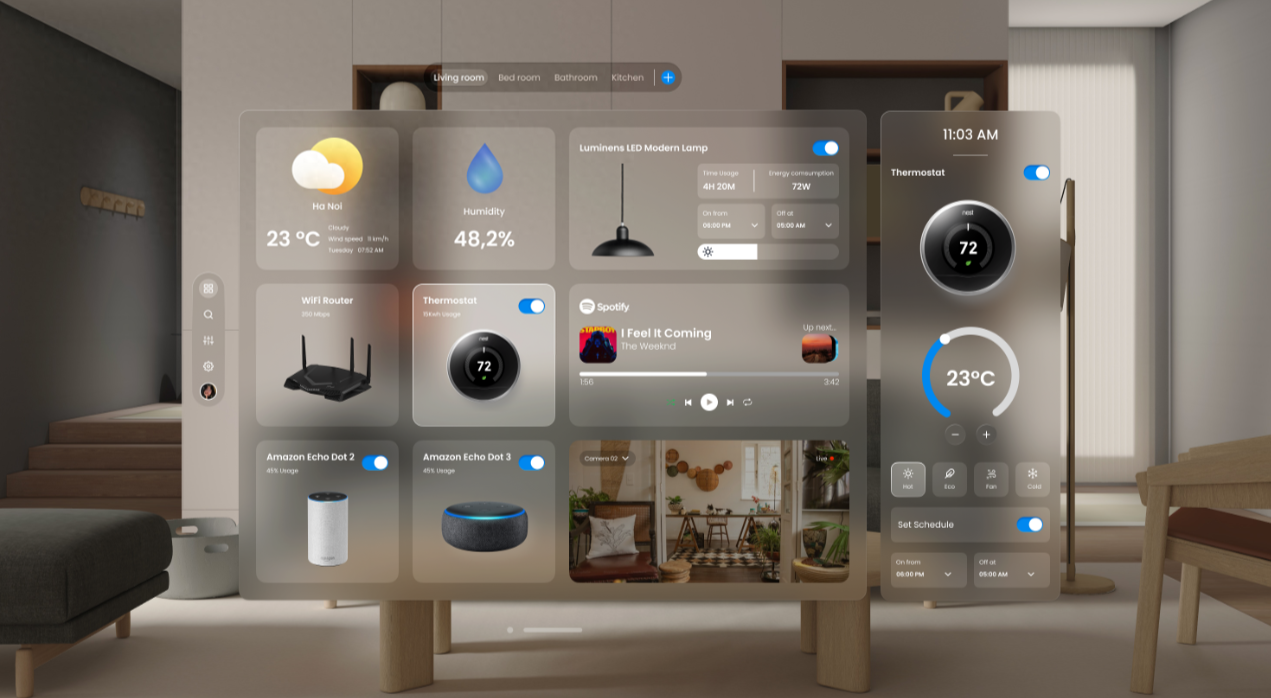 Living room Bed room Bathroom Kitchen
Ha Noi
23 °C
Cloudy
Wind speed 11 km/h
Tuesday 07:52 AM
Humidity
48,2%
Luminens LED Modern Lamp
Time Usage
4H 20M
Energy comsumption
72W
On from
06:00 PM
Off at
05:00 AM
WiFi Router
Thermostat
15Kwh Usage
nest
72
Spotify
STARBOY
I Feel It Coming
The Weeknd
Up next...
1:56
3:42
Amazon Echo Dot 2
45% Usage
Amazon Echo Dot 3
45% Usage
Camera 02
Live
11:03 AM
Thermostat
nest
72
23°C
Hot
Eco
Fan
Cold
Set Schedule
On from
06:00 PM
Off at
05:00 AM